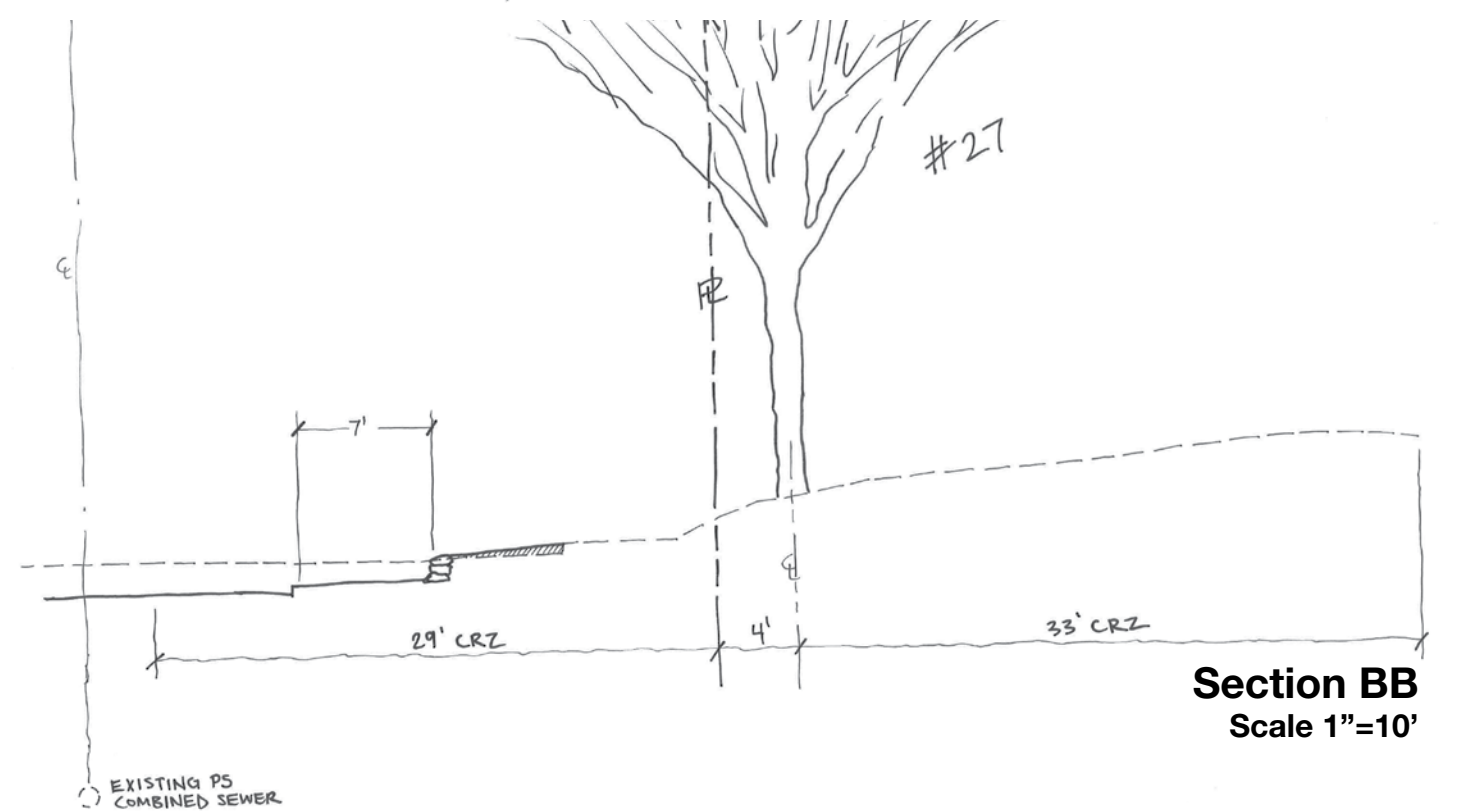 #27
℄
PL
7'
℄
29' CRZ
4'
33' CRZ
Section BB
Scale 1”=10’
EXISTING PS
COMBINED SEWER